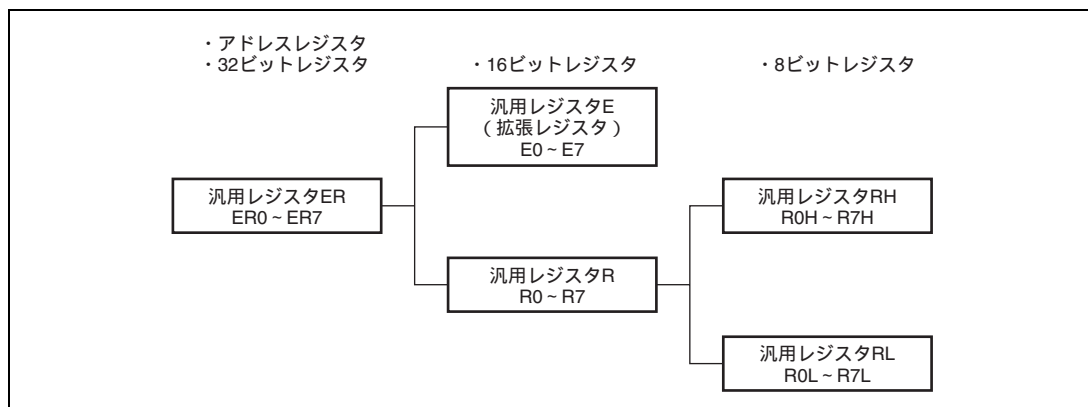 ・アドレスレジスタ
・32ビットレジスタ
・16ビットレジスタ
・8ビットレジスタ
汎用レジスタE
(拡張レジスタ)
E0~E7
汎用レジスタER
ER0~ER7
汎用レジスタRH
R0H~R7H
汎用レジスタR
R0~R7
汎用レジスタRL
R0L~R7L